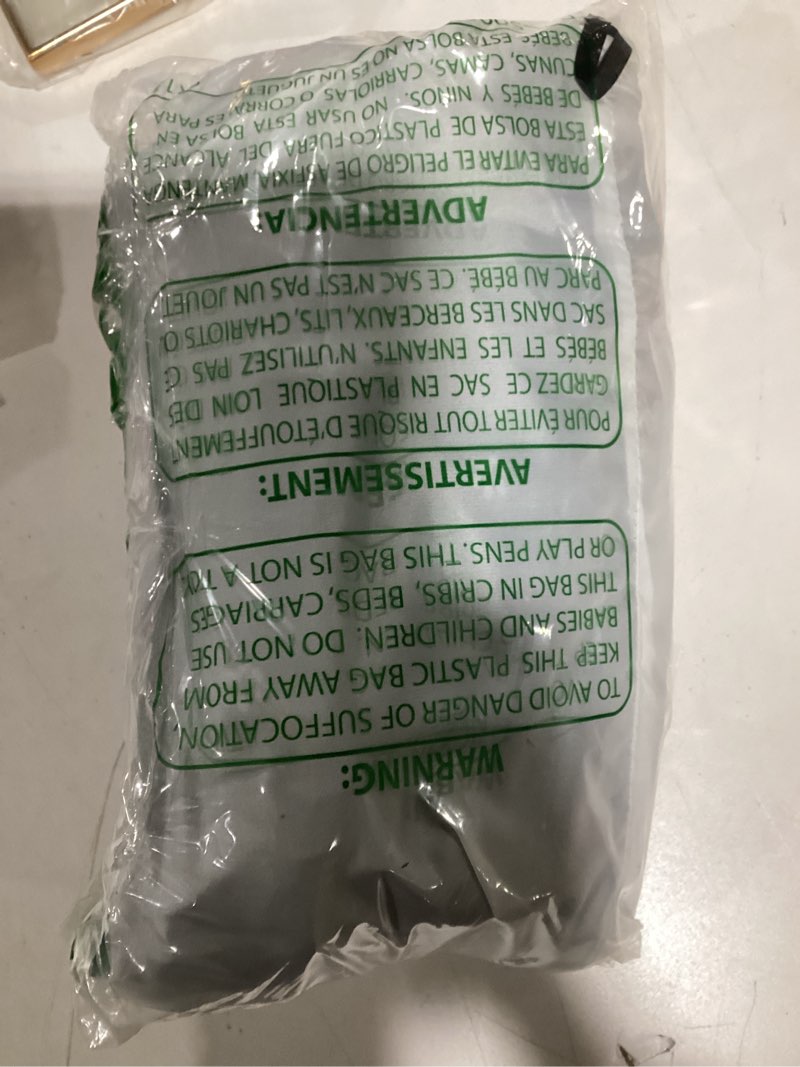 WARNING:
TO AVOID DANGER OF SUFFOCATION,
KEEP THIS PLASTIC BAG AWAY FROM
BABIES AND CHILDREN. DO NOT USE
THIS BAG IN CRIBS, BEDS, CARRIAGES
OR PLAY PENS. THIS BAG IS NOT A TOY.
AVERTISSEMENT:
POUR ÉVITER TOUT RISQUE D'ÉTOUFFEMENT
GARDEZ CE SAC EN PLASTIQUE LOIN DES
BÉBÉS ET LES ENFANTS. N'UTILISEZ PAS
SAC DANS LES BERCEAUX, LITS, CHARIOTS
PARC AU BÉBÉ. CE SAC N'EST PAS UN JOUET
ADVERTENCIA:
PARA EVITAR EL PELIGRO DE ASFIXIA, MANTENGA
ESTA BOLSA DE PLASTICO FUERA DEL ALCANCE
DE BEBES Y NINOS. NO USAR ESTA BOLSA EN
CUNAS, CAMAS, CARRIOLAS O CORRALES PARA
BEBÉS ESTA BOLSA NO ES UN JUGUETE